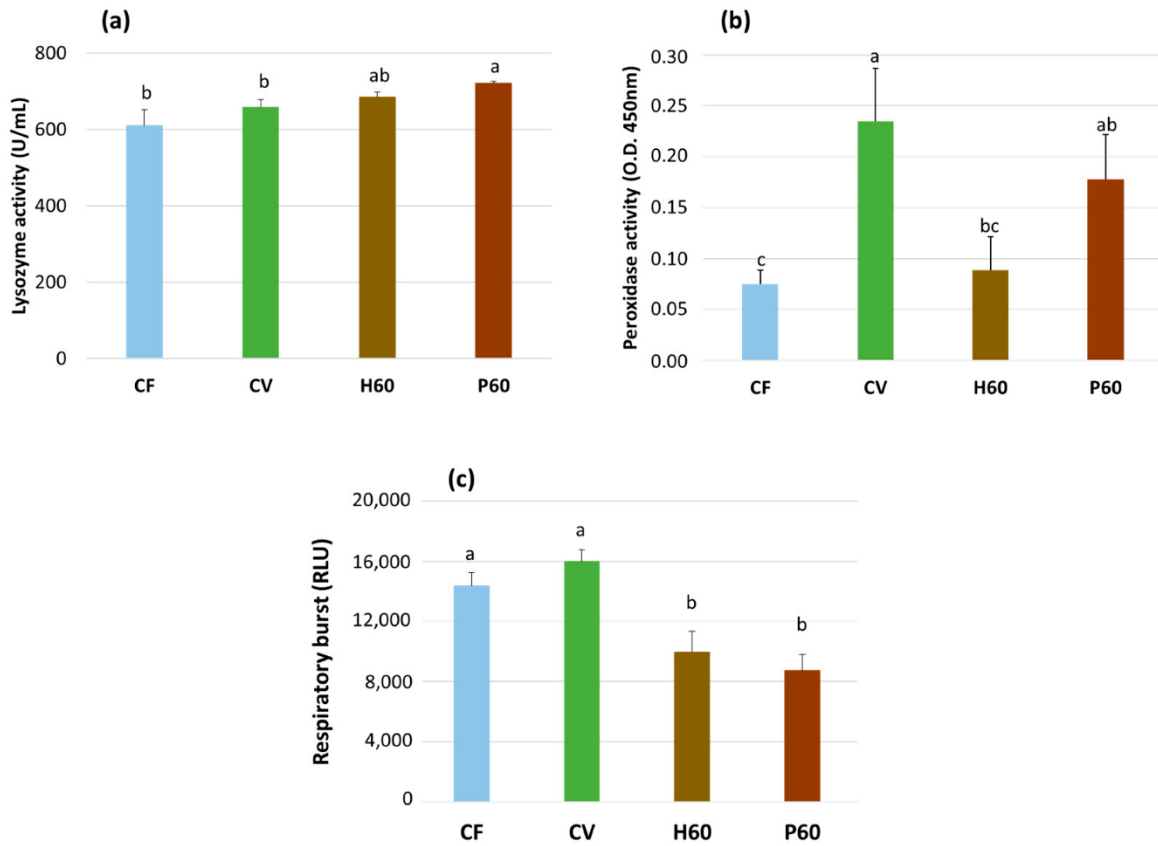 (a)
Lysozyme activity (U/mL)
800
600
400
200
0
b
b
ab
a
CF
CV
H60
P60
(b)
Peroxidase activity (O.D. 450nm)
0.30
0.25
0.20
0.15
0.10
0.05
0.00
c
a
bc
ab
CF
CV
H60
P60
(c)
Respiratory burst (RLU)
20,000
16,000
12,000
8,000
4,000
0
a
a
b
b
CF
CV
H60
P60